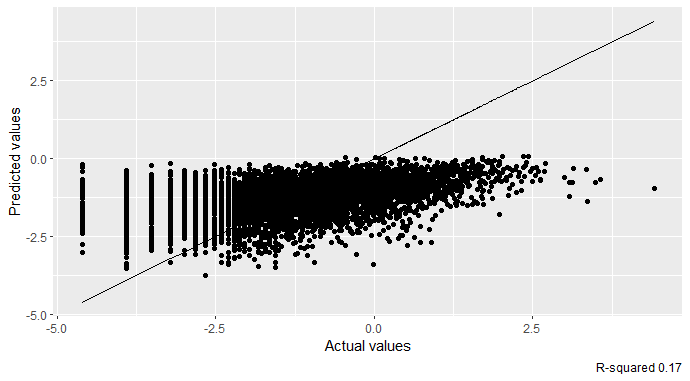 2.5
0.0
-2.5
-5.0
Predicted values
-5.0 -2.5 0.0 2.5
Actual values
R-squared 0.17